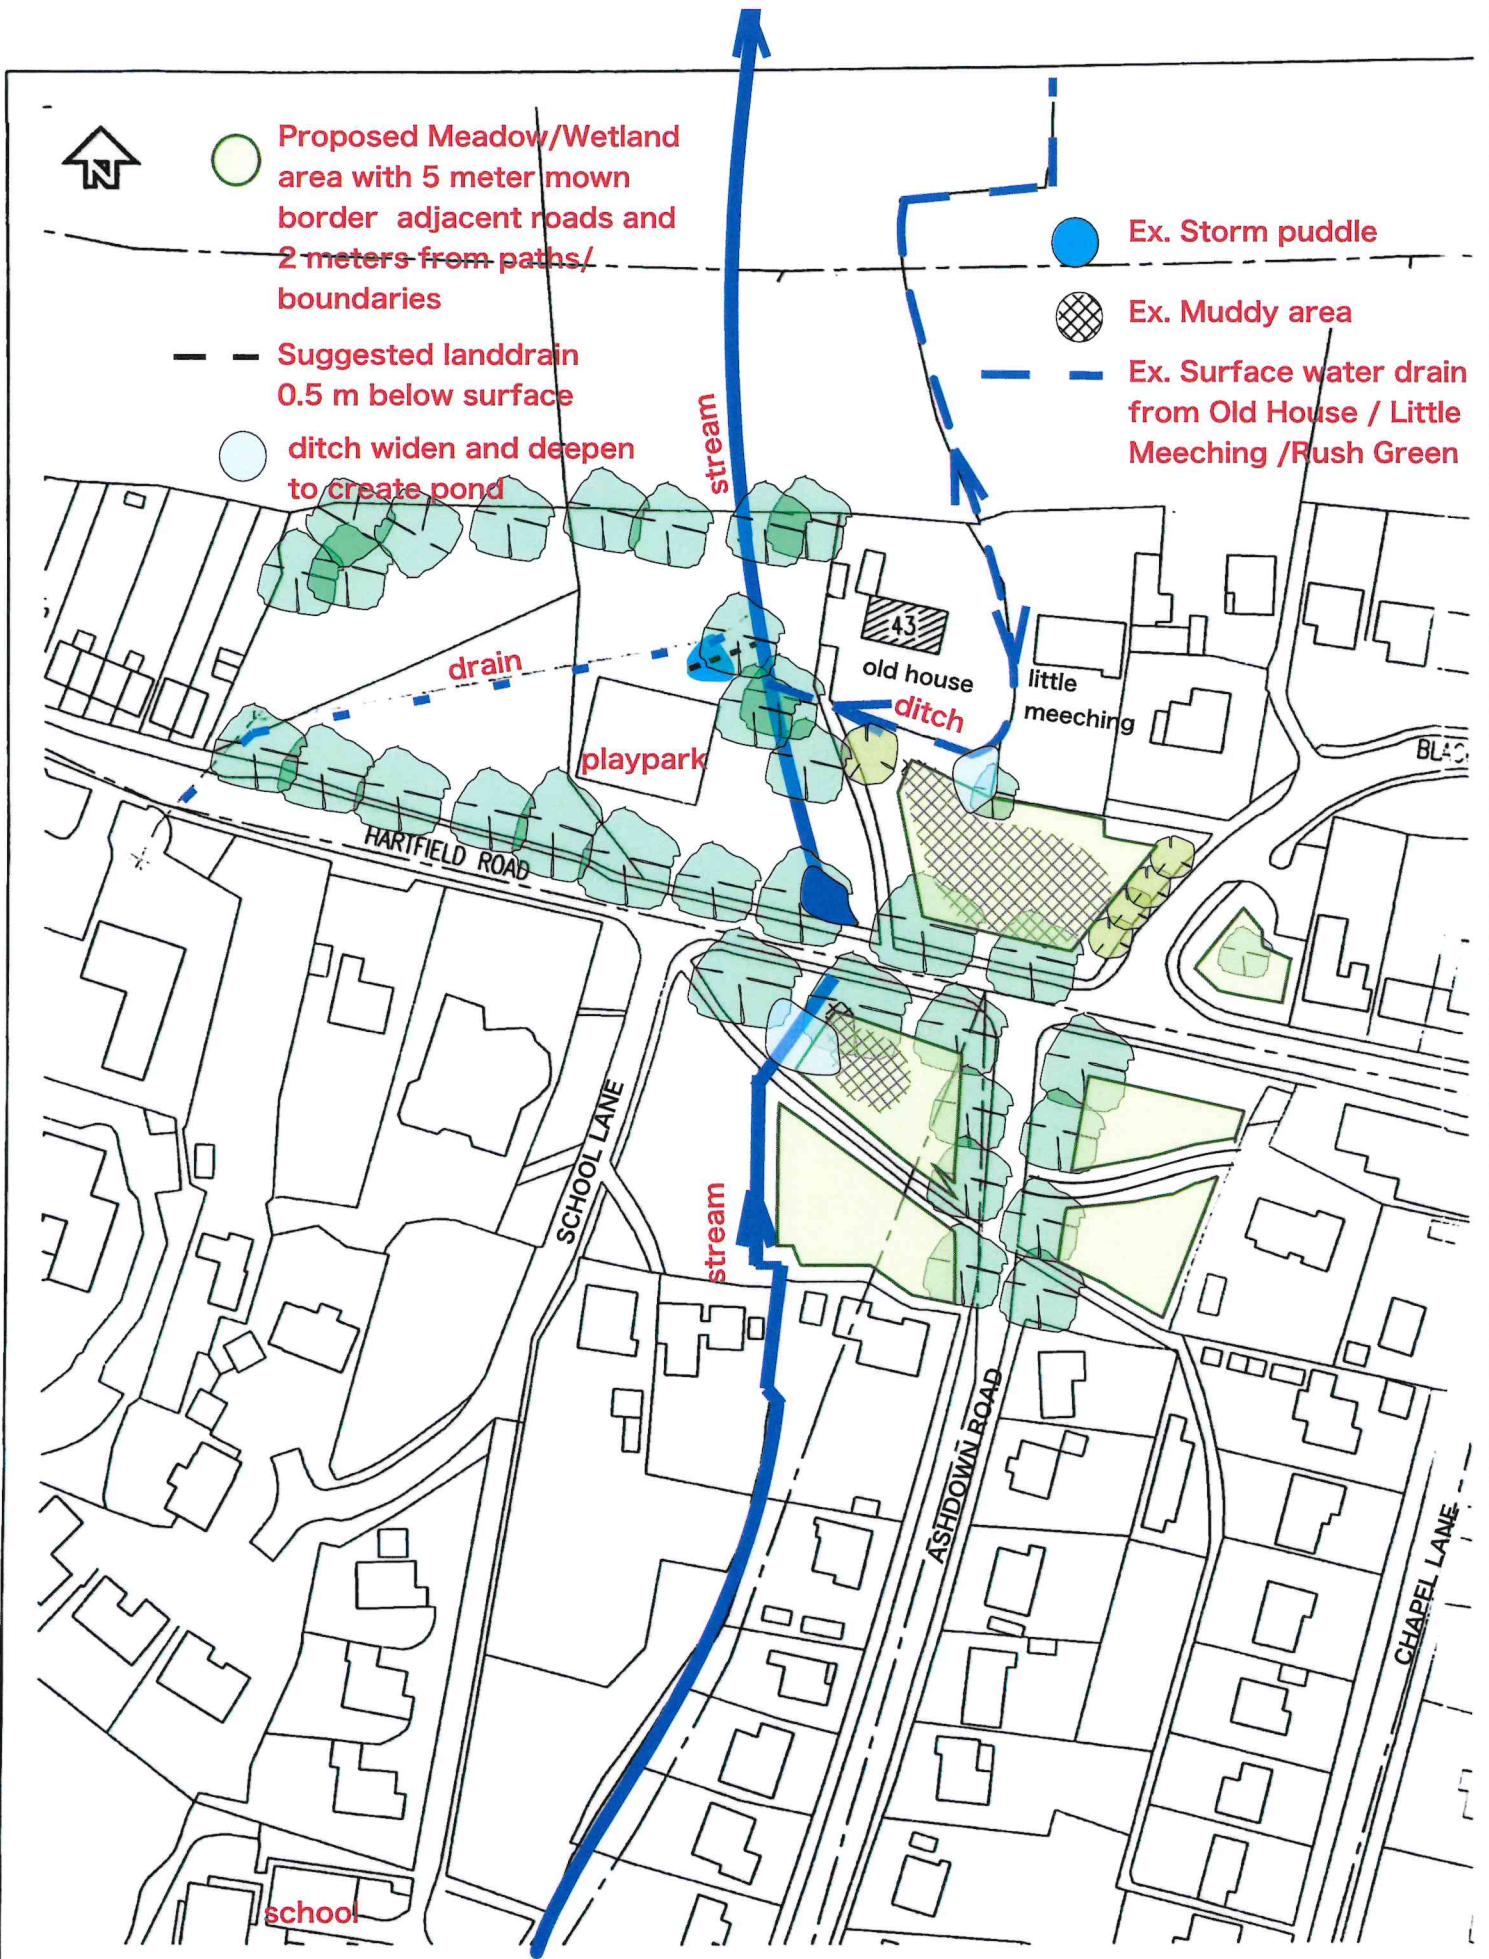 N
Proposed Meadow/Wetland
area with 5 meter mown
border adjacent roads and
2 meters from paths/
boundaries
Suggested landdrain
0.5 m below surface
ditch widen and deepen
to create pond
Ex. Storm puddle
Ex. Muddy area
Ex. Surface water drain
from Old House / Little
Meeching /Rush Green
stream
43
old house
little
meeching
drain
ditch
playpark
BLAC
HARTFIELD ROAD
SCHOOL LANE
stream
ASHDOWN ROAD
CHAPEL LANE
school